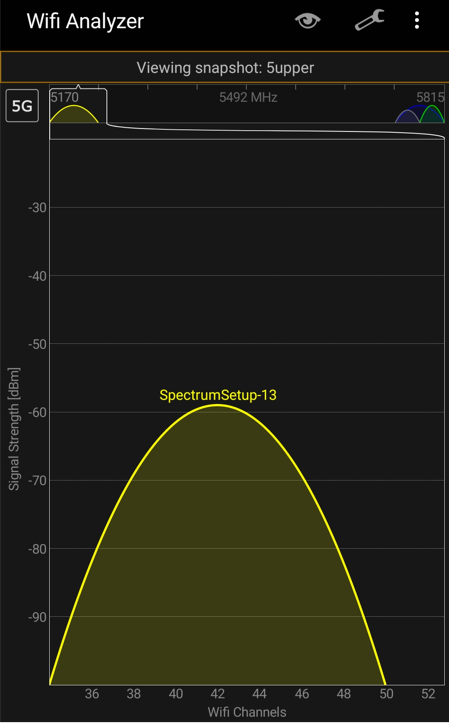 Wifi Analyzer
Viewing snapshot: 5upper
5G
5170 5492 MHz 5815
-30
-40
-50
SpectrumSetup-13
-60
-70
-80
-90
Signal Strength [dBm]
36 38 40 42 44 46 48 50 52
Wifi Channels